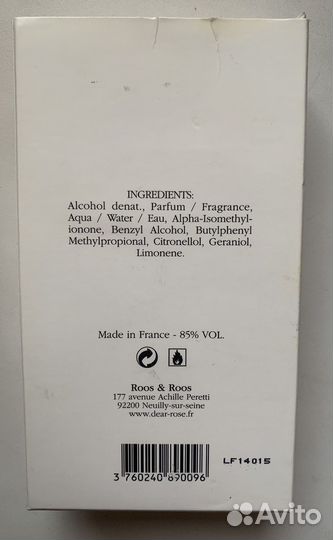 INGREDIENTS:
Alcohol denat., Parfum / Fragrance,
Aqua / Water / Eau, Alpha-Isomethyl-
ionone, Benzyl Alcohol, Butylphenyl
Methylpropional, Citronellol, Geraniol,
Limonene.
Made in France - 85% VOL.
Roos & Roos
177 avenue Achille Peretti
92200 Neuilly-sur-seine
www.dear-rose.fr
LF14015
3 760240 890096
Avito